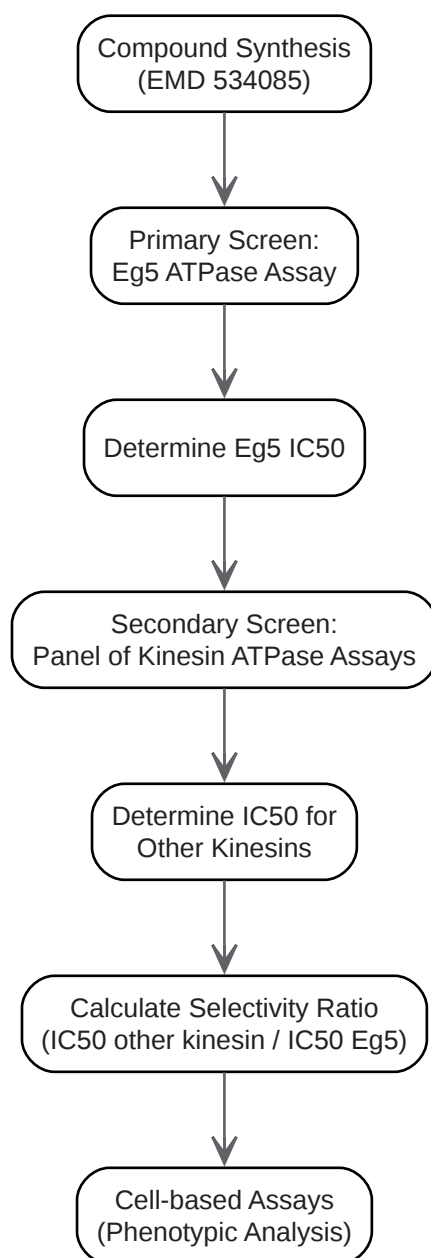 Compound Synthesis
(EMD 534085)
Primary Screen:
Eg5 ATPase Assay
Determine Eg5 IC50
Secondary Screen:
Panel of Kinesin ATPase Assays
Determine IC50 for
Other Kinesins
Calculate Selectivity Ratio
(IC50 other kinesin / IC50 Eg5)
Cell-based Assays
(Phenotypic Analysis)